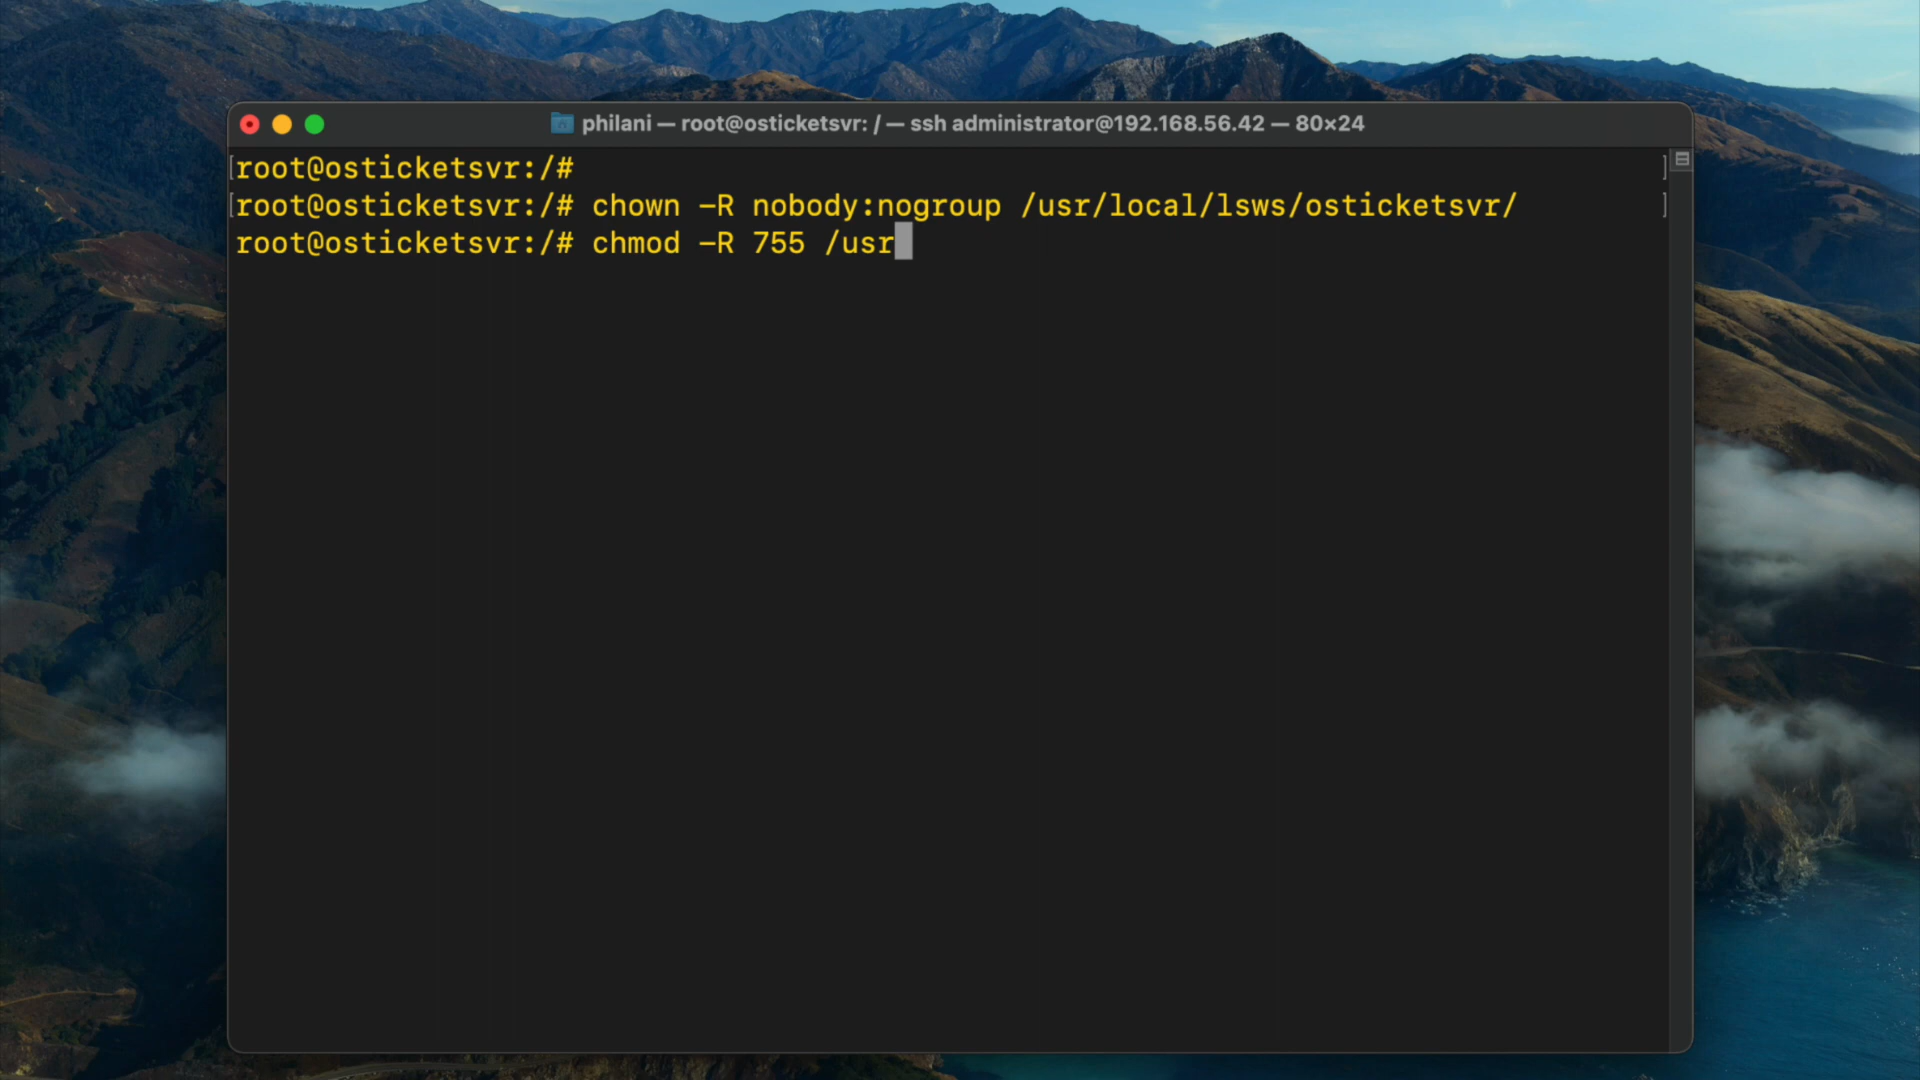 philani — root@osticketsvr: / — ssh administrator@192.168.56.42 — 80×24
[root@osticketsvr:/# ]
[root@osticketsvr:/# chown -R nobody:nogroup /usr/local/lsws/osticketsvr/ ]
root@osticketsvr:/# chmod -R 755 /usr